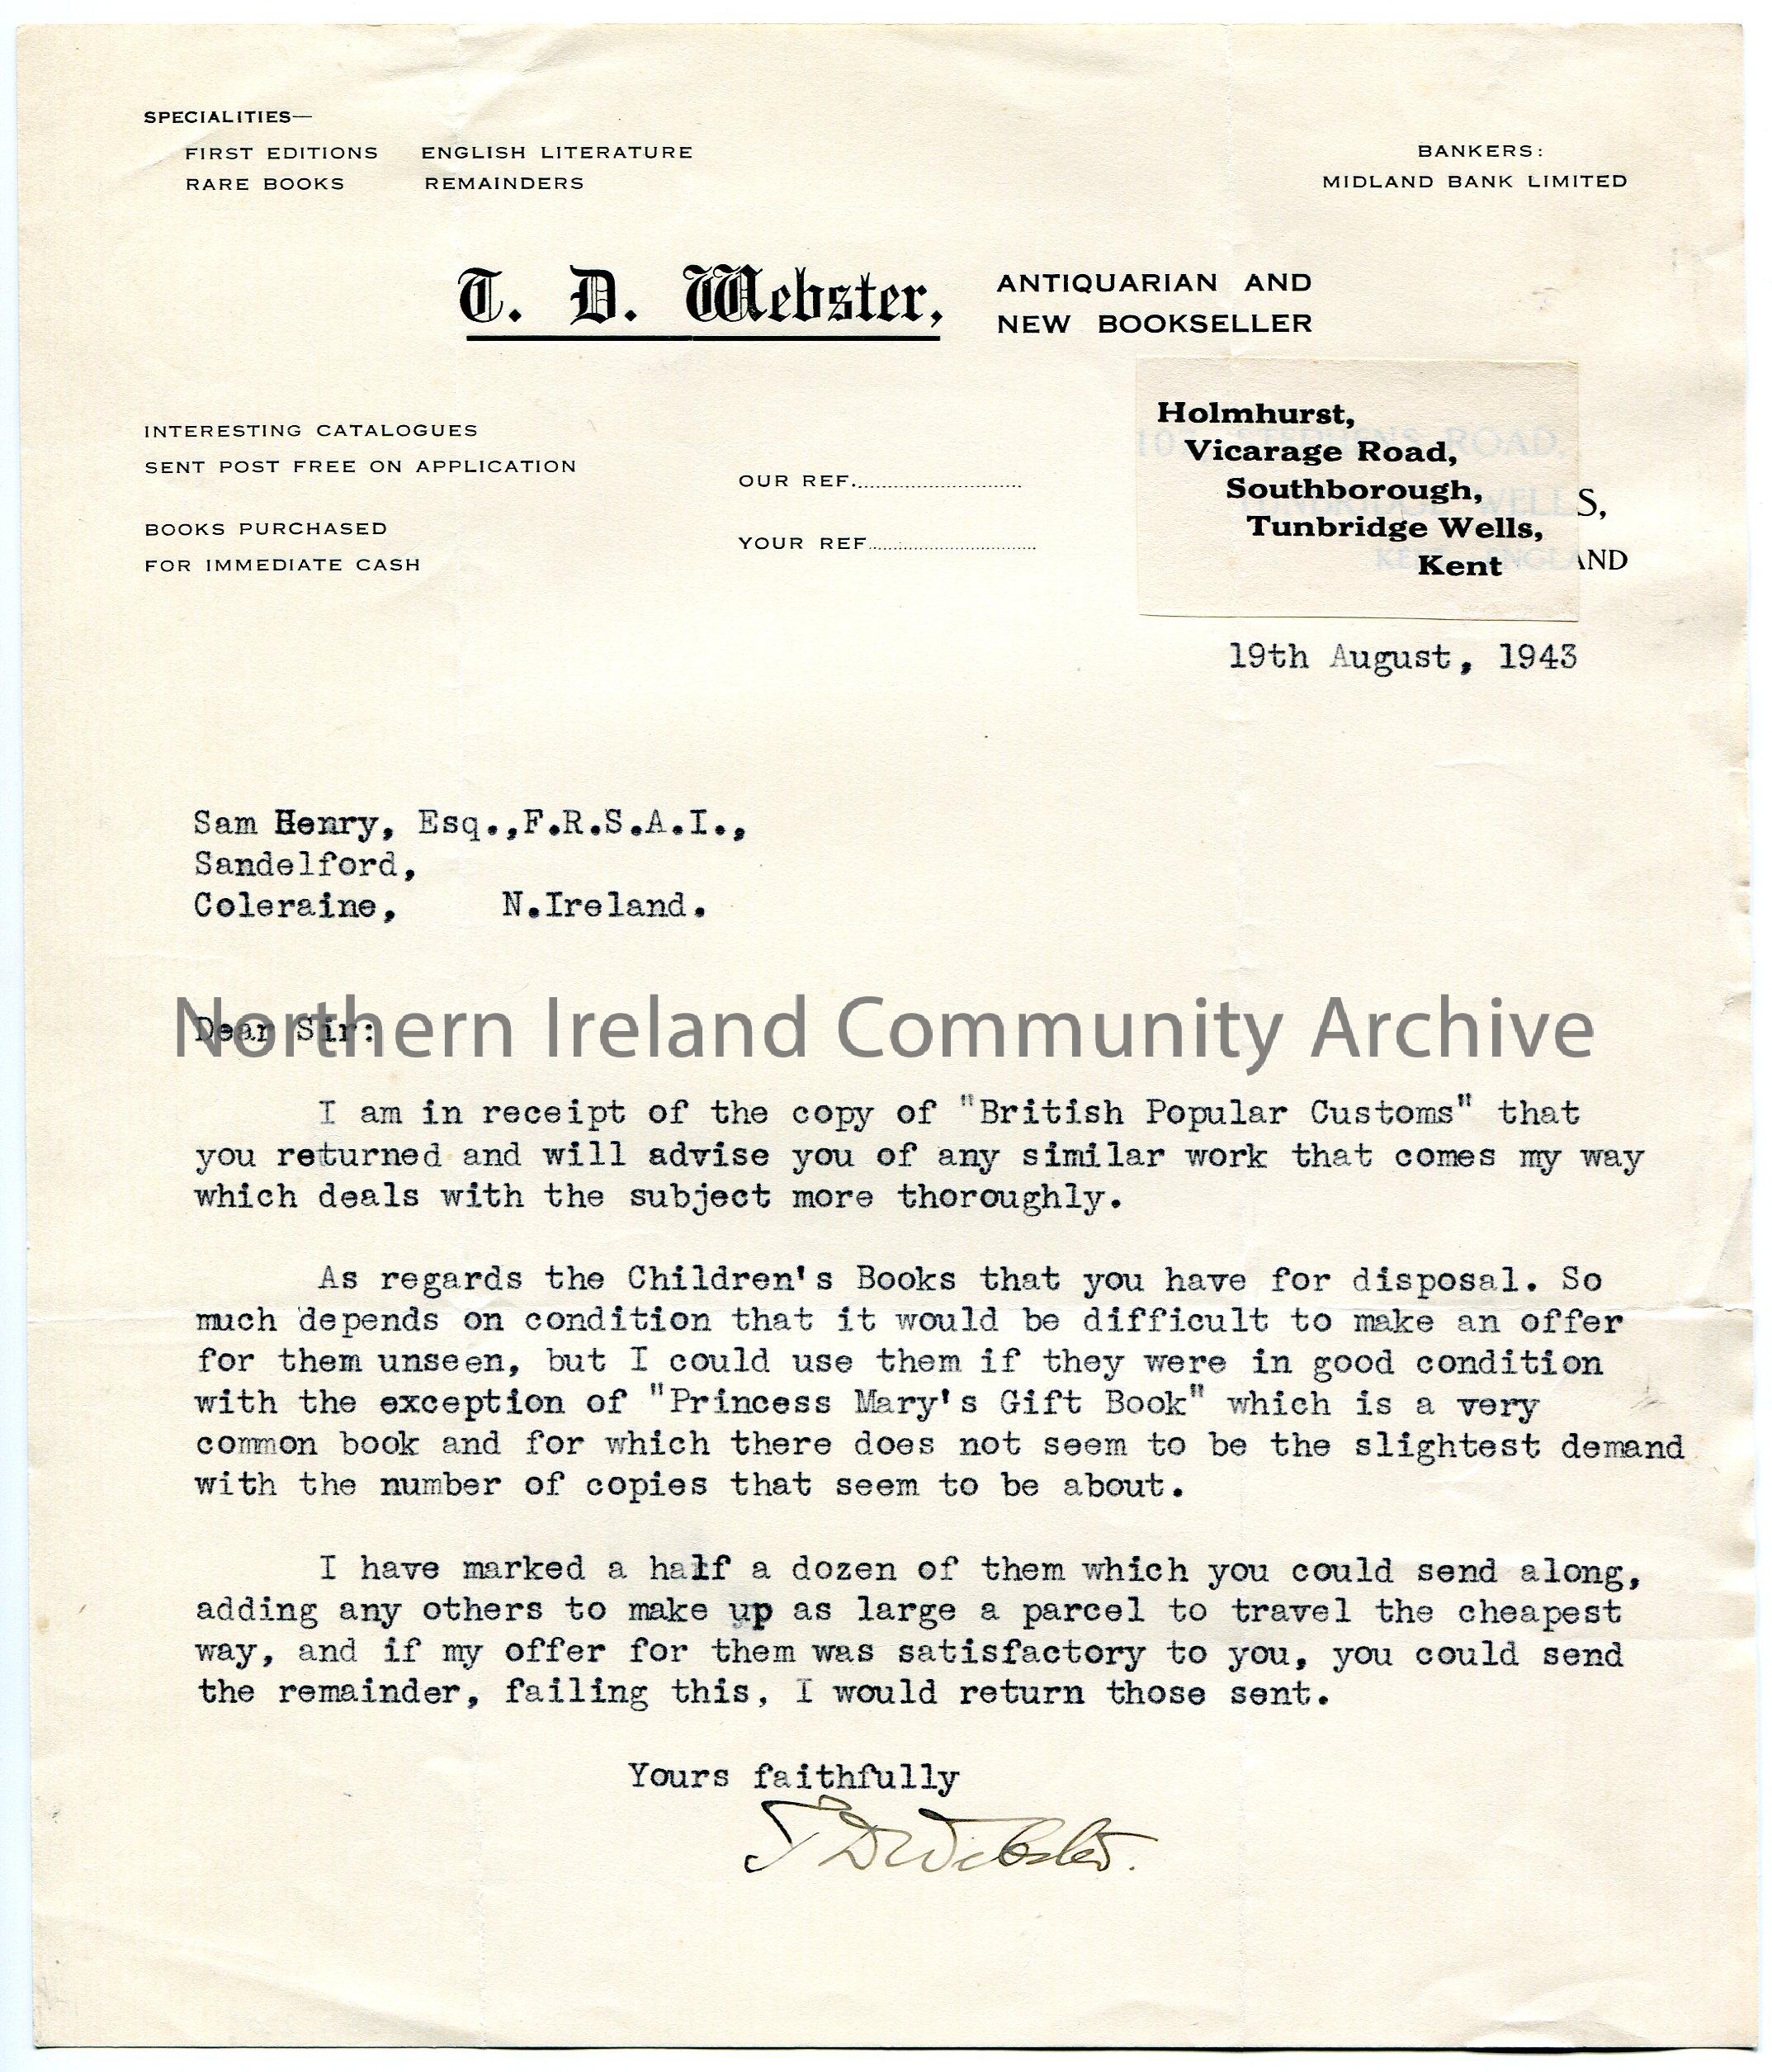 SPECIALITIES—
FIRST EDITIONS ENGLISH LITERATURE
RARE BOOKS REMAINDERS
BANKERS:
MIDLAND BANK LIMITED
T. D. Webster,
ANTIQUARIAN AND
NEW BOOKSELLER
INTERESTING CATALOGUES
SENT POST FREE ON APPLICATION
BOOKS PURCHASED
FOR IMMEDIATE CASH
OUR REF.
YOUR REF.
Holmhurst,
Vicarage Road,
Southborough,
Tunbridge Wells,
Kent
19th August, 1943
Sam Henry, Esq.,F.R.S.A.I.,
Sandelford,
Coleraine, N.Ireland.
Northern Ireland Community Archive
Dear Sir:
I am in receipt of the copy of "British Popular Customs" that
you returned and will advise you of any similar work that comes my way
which deals with the subject more thoroughly.
As regards the Children's Books that you have for disposal. So
much depends on condition that it would be difficult to make an offer
for them unseen, but I could use them if they were in good condition
with the exception of "Princess Mary's Gift Book" which is a very
common book and for which there does not seem to be the slightest demand
with the number of copies that seem to be about.
I have marked a half a dozen of them which you could send along,
adding any others to make up as large a parcel to travel the cheapest
way, and if my offer for them was satisfactory to you, you could send
the remainder, failing this, I would return those sent.
Yours faithfully
T D Webster.